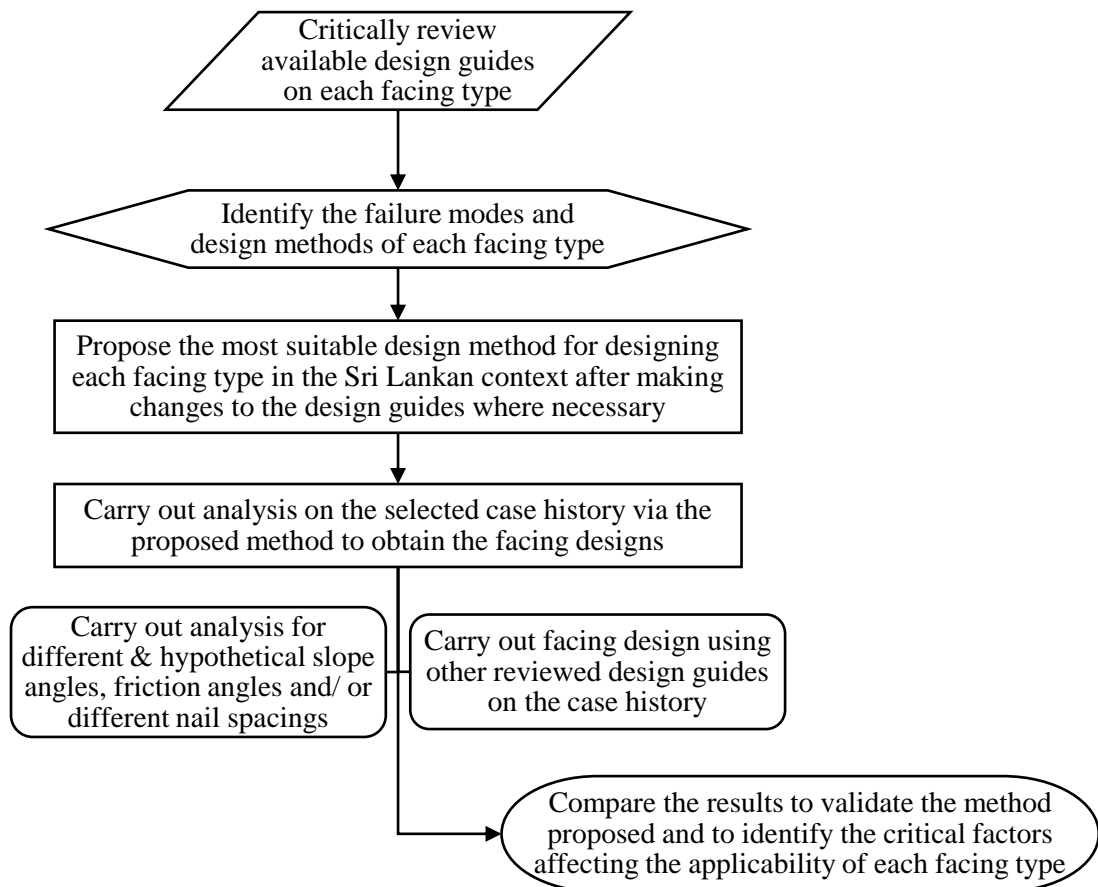 Critically review
available design guides
on each facing type
Identify the failure modes and
design methods of each facing type
Propose the most suitable design method for designing
each facing type in the Sri Lankan context after making
changes to the design guides where necessary
Carry out analysis on the selected case history via the
proposed method to obtain the facing designs
Carry out analysis for
different & hypothetical slope
angles, friction angles and/ or
different nail spacings
Carry out facing design using
other reviewed design guides
on the case history
Compare the results to validate the method
proposed and to identify the critical factors
affecting the applicability of each facing type